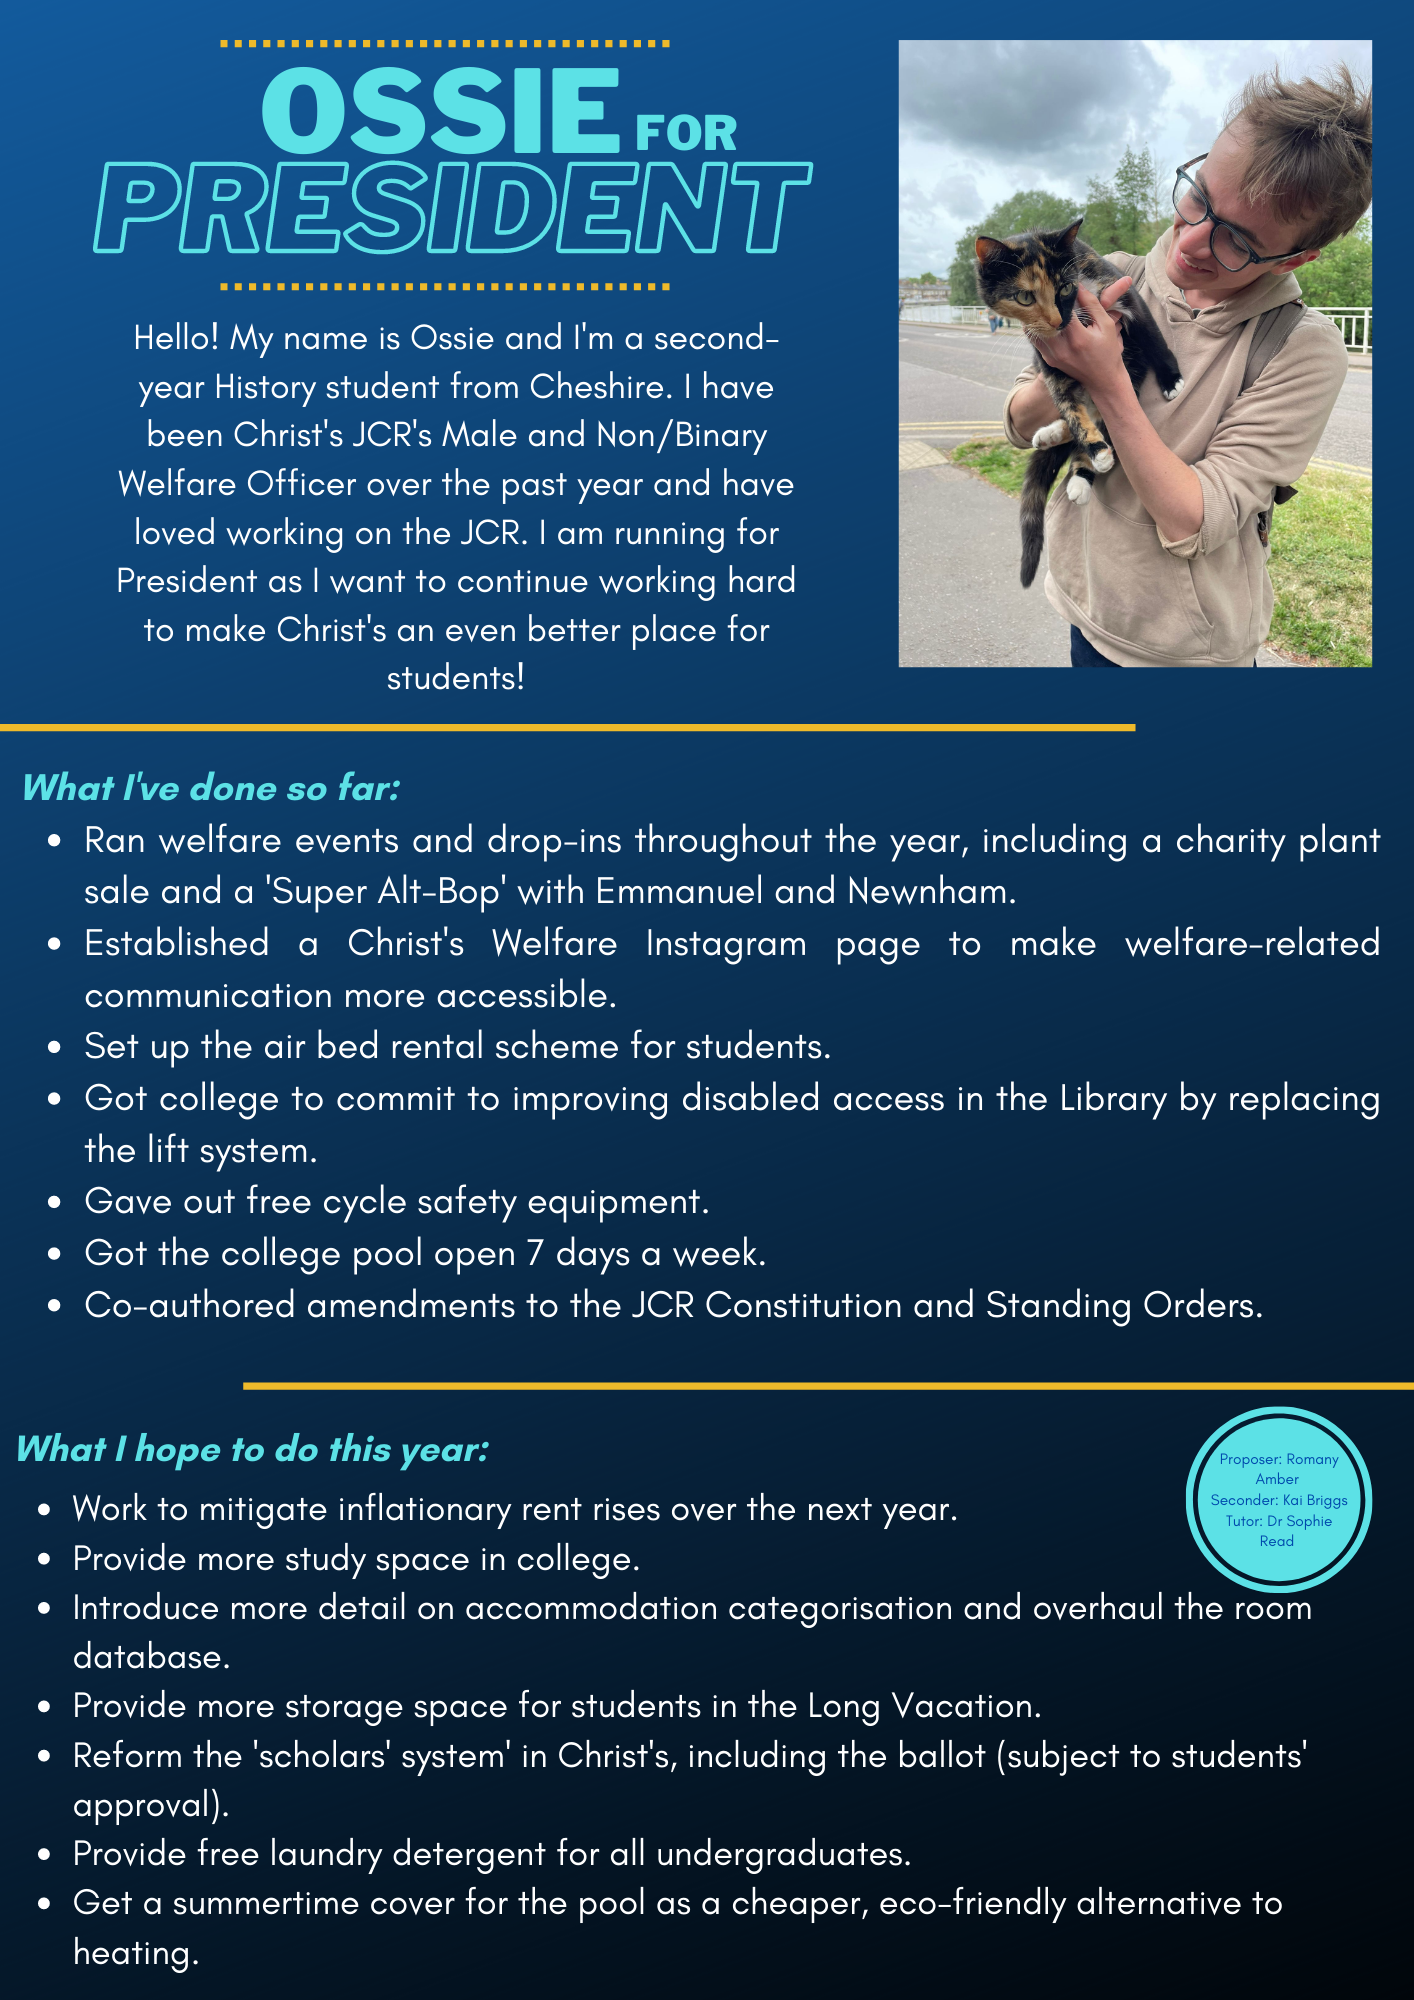 OSSIE FOR
PRESIDENT
Hello! My name is Ossie and I'm a second-
year History student from Cheshire. I have
been Christ's JCR's Male and Non/Binary
Welfare Officer over the past year and have
loved working on the JCR. I am running for
President as I want to continue working hard
to make Christ's an even better place for
students!
What I've done so far:
• Ran welfare events and drop-ins throughout the year, including a charity plant
sale and a 'Super Alt-Bop' with Emmanuel and Newnham.
• Established a Christ's Welfare Instagram page to make welfare-related
communication more accessible.
• Set up the air bed rental scheme for students.
• Got college to commit to improving disabled access in the Library by replacing
the lift system.
• Gave out free cycle safety equipment.
• Got the college pool open 7 days a week.
• Co-authored amendments to the JCR Constitution and Standing Orders.
What I hope to do this year:
• Work to mitigate inflationary rent rises over the next year.
• Provide more study space in college.
• Introduce more detail on accommodation categorisation and overhaul the room
database.
• Provide more storage space for students in the Long Vacation.
• Reform the 'scholars' system' in Christ's, including the ballot (subject to students'
approval).
• Provide free laundry detergent for all undergraduates.
• Get a summertime cover for the pool as a cheaper, eco-friendly alternative to
heating.
Proposer: Romany
Amber
Seconder: Kai Briggs
Tutor: Dr Sophie
Read